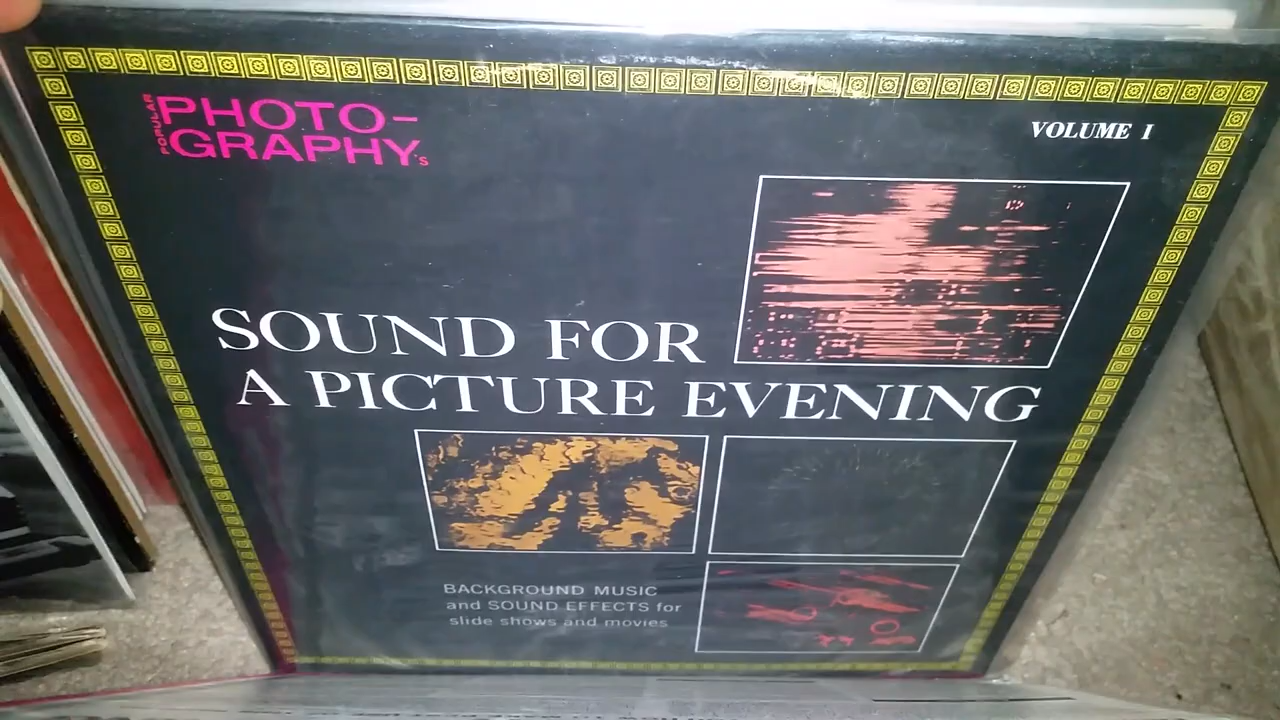 POPULAR
PHOTO-
GRAPHY'S
VOLUME I
SOUND FOR
A PICTURE EVENING
BACKGROUND MUSIC
and SOUND EFFECTS for
slide shows and movies